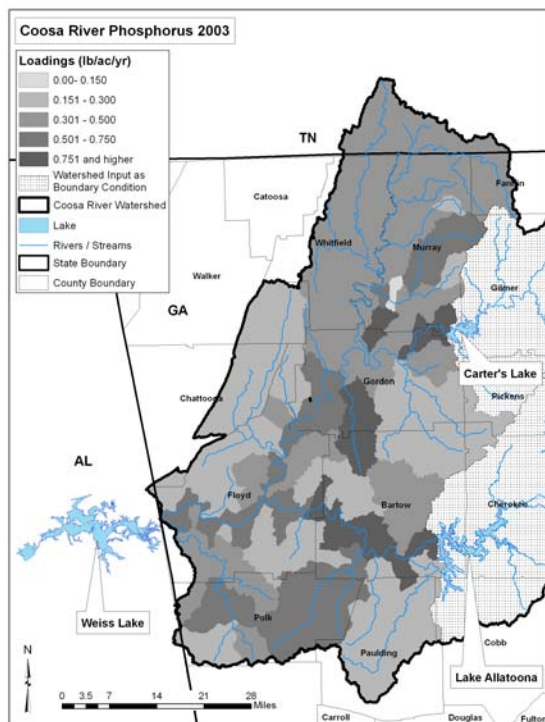 Coosa River Phosphorus 2003
Loadings (lb/ac/yr)
0.00- 0.150
0.151 - 0.300
0.301 - 0.500
0.501 - 0.750
0.751 and higher
Watershed Input as
Boundary Condition
Coosa River Watershed
Lake
Rivers / Streams
State Boundary
County Boundary
TN
Fannin
Catoosa
Whitfield
Murray
Walker
Gilmer
GA
Carter's Lake
Gordon
Pickens
Chattooga
AL
Floyd
Bartow
Cherokee
Weiss Lake
Polk
Cobb
Paulding
Lake Allatoona
N
0 3.5 7 14 21 28
Miles
Carroll
Douglas
Fulton